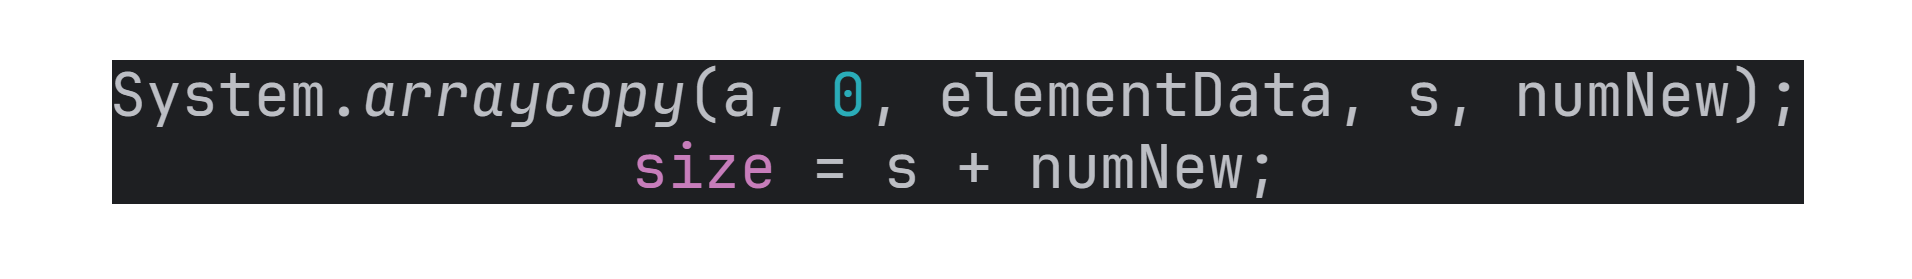 System.arraycopy(a, 0, elementData, s, numNew);
size = s + numNew;